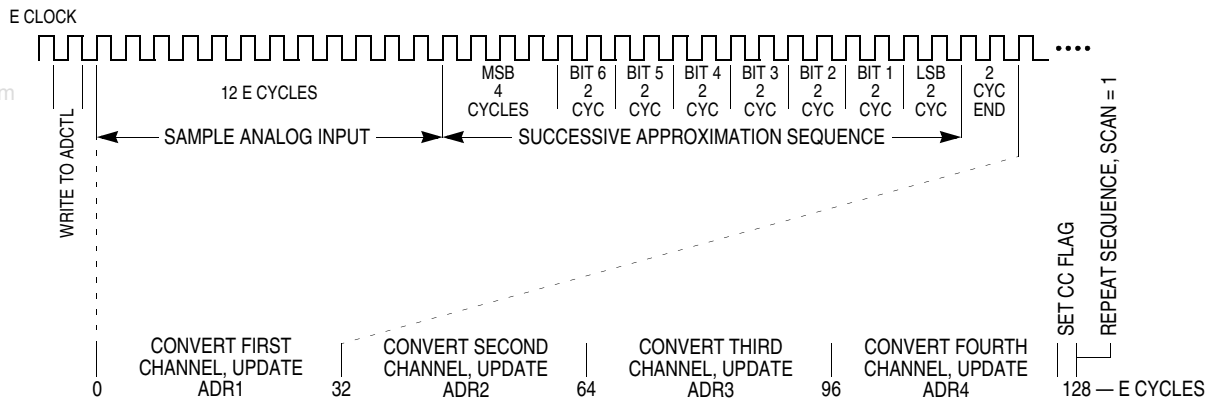 E CLOCK
m
WRITE TO ADCTL
12 E CYCLES
SAMPLE ANALOG INPUT
MSB
4
CYCLES
BIT 6
2
CYC
BIT 5
2
CYC
BIT 4
2
CYC
BIT 3
2
CYC
BIT 2
2
CYC
BIT 1
2
CYC
LSB
2
CYC
2
CYC
END
SUCCESSIVE APPROXIMATION SEQUENCE
SET CC FLAG
REPEAT SEQUENCE, SCAN = 1
CONVERT FIRST
CHANNEL, UPDATE
ADR1
CONVERT SECOND
CHANNEL, UPDATE
ADR2
CONVERT THIRD
CHANNEL, UPDATE
ADR3
CONVERT FOURTH
CHANNEL, UPDATE
ADR4
0
32
64
96
128 — E CYCLES